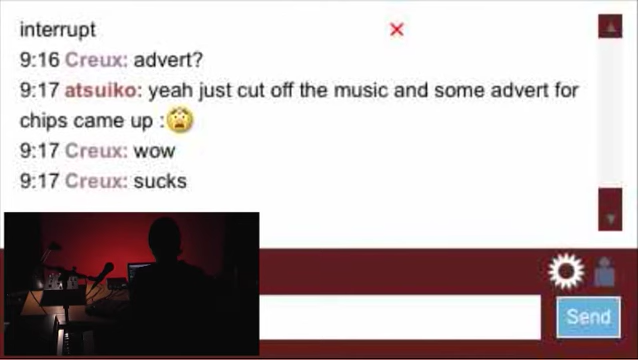 interrupt
9:16 Creux: advert?
9:17 atsuiko: yeah just cut off the music and some advert for
chips came up :
9:17 Creux: wow
9:17 Creux: sucks
Send